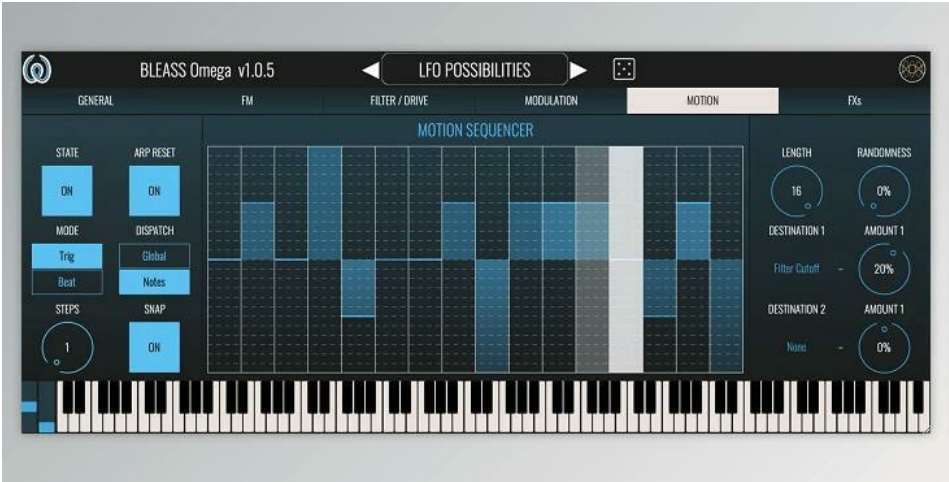 BLEASS Omega v1.0.5
LFO POSSIBILITIES
GENERAL
FM
FILTER / DRIVE
MODULATION
MOTION
FXs
MOTION SEQUENCER
STATE
ARP RESET
ON
ON
MODE
DISPATCH
Trig
Global
Beat
Notes
STEPS
SNAP
1
ON
LENGTH
RANDOMNESS
16
0%
DESTINATION 1
AMOUNT 1
Filter Cutoff
-
20%
DESTINATION 2
AMOUNT 1
None
-
0%